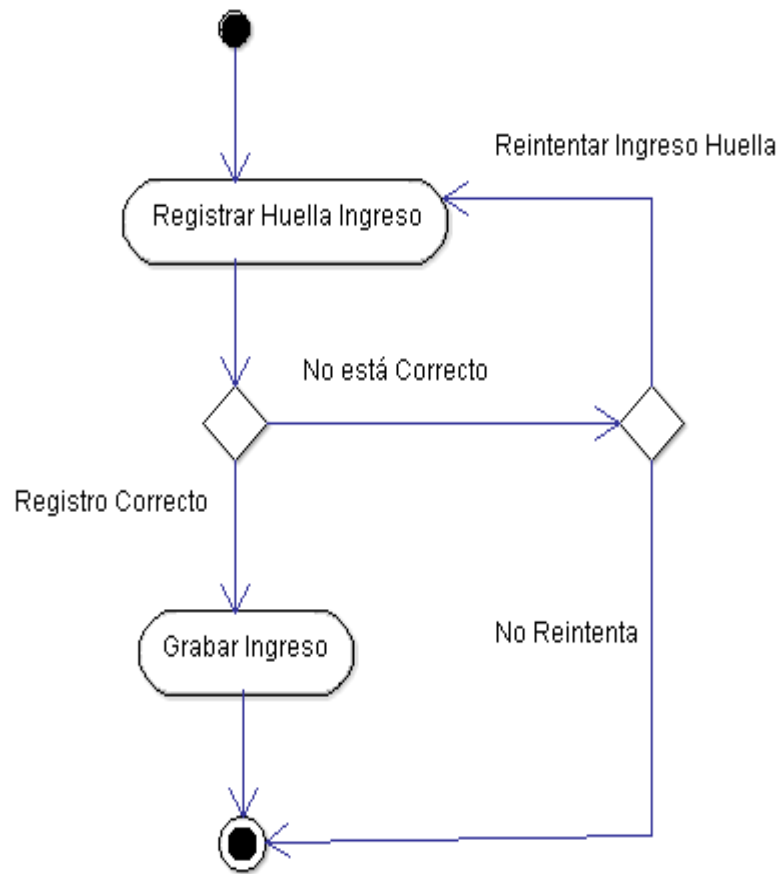 Reintentar Ingreso Huella
Registrar Huella Ingreso
No está Correcto
Registro Correcto
Grabar Ingreso
No Reintenta